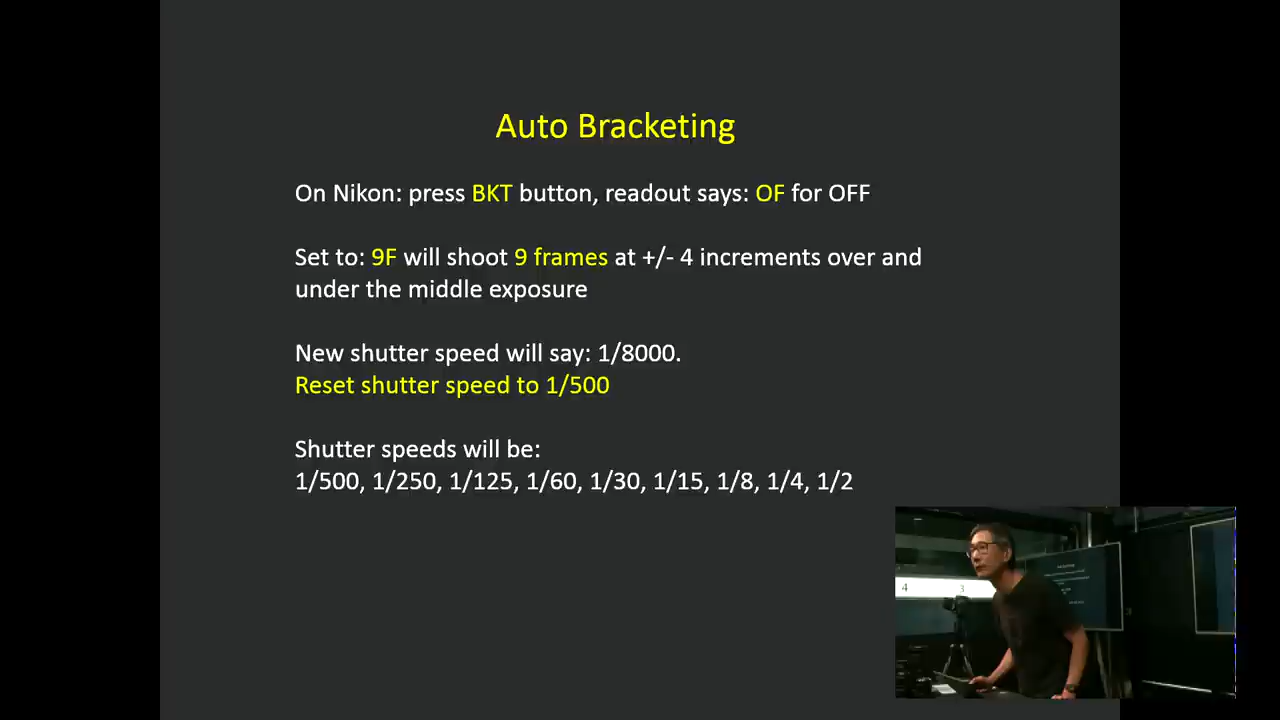 Auto Bracketing
On Nikon: press BKT button, readout says: OF for OFF
Set to: 9F will shoot 9 frames at +/- 4 increments over and
under the middle exposure
New shutter speed will say: 1/8000.
Reset shutter speed to 1/500
Shutter speeds will be:
1/500, 1/250, 1/125, 1/60, 1/30, 1/15, 1/8, 1/4, 1/2
4 3